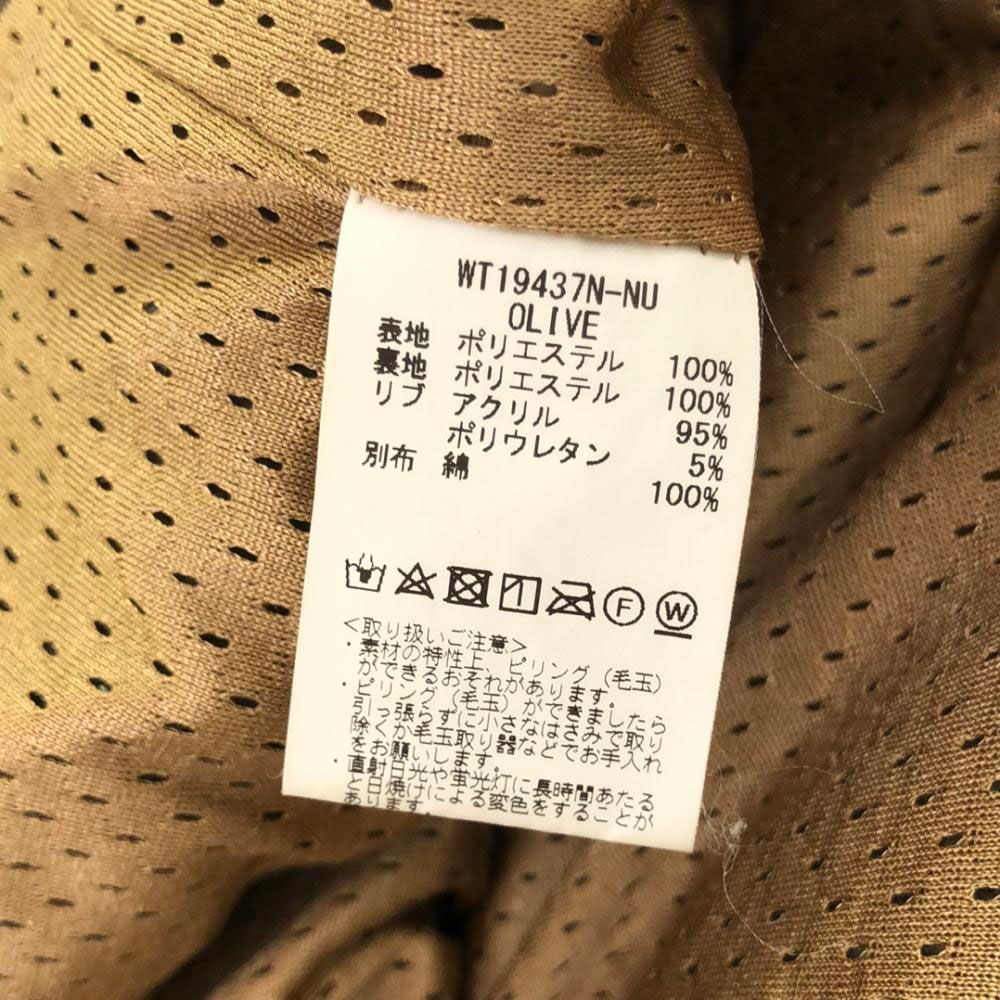 WT19437N-NU
OLIVE
表地 ポリエステル 100%
裏地 ポリエステル 100%
リブ アクリル 95%
ポリウレタン 5%
別布 綿 100%
F W
<取り扱いご注意>
・素材の特性上、ピリング（毛玉）
ができるおそれがあります。
・ピリング（毛玉）ができましたら
引っ張らずに小さなはさみで取り
除くか毛玉取り器などでお手入れ
をお願いします。
・直射日光や蛍光灯に長時間あたる
と日焼けによる変色をすることが
あります